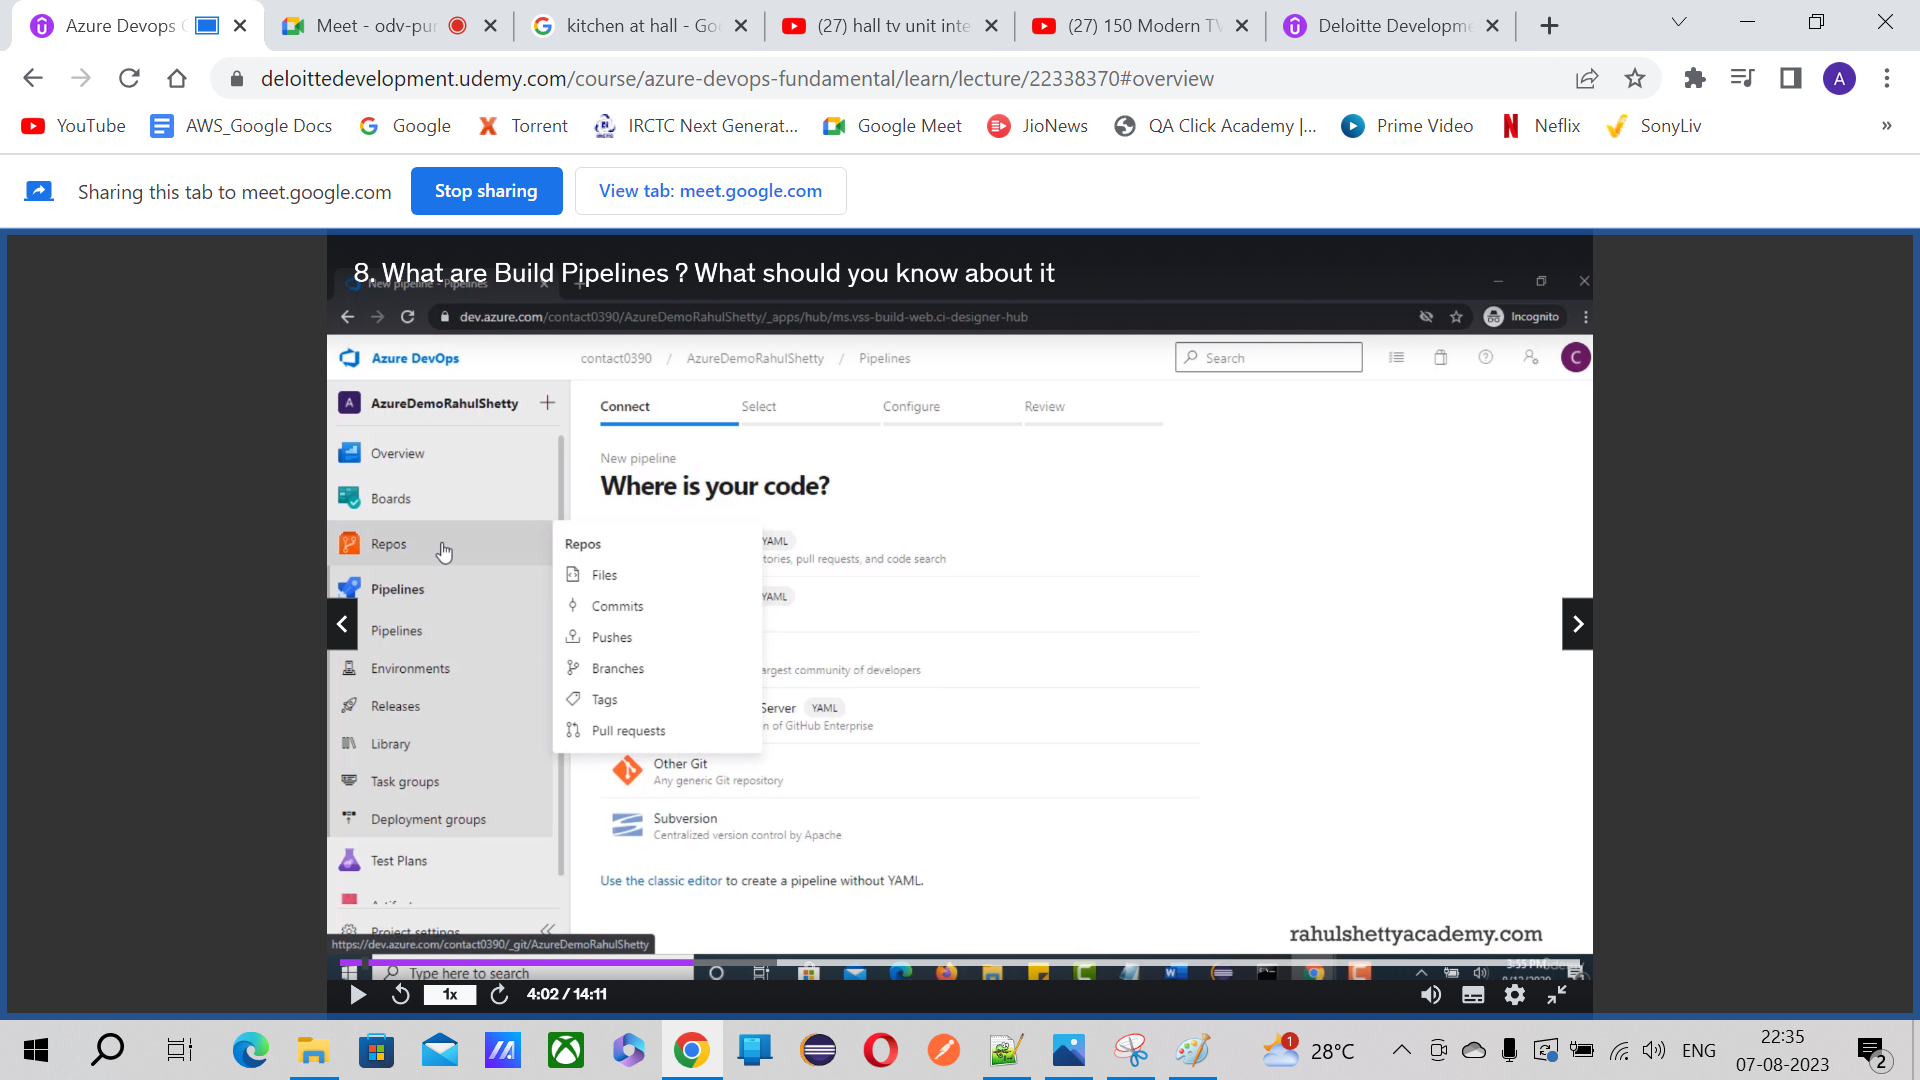 Azure Devops
Meet - odv-pur
kitchen at hall - Go
(27) hall tv unit inte
(27) 150 Modern TV
Deloitte Developme
deloittedevelopment.udemy.com/course/azure-devops-fundamental/learn/lecture/22338370#overview
A
YouTube
AWS_Google Docs
Google
Torrent
IRCTC Next Generat...
Google Meet
JioNews
QA Click Academy |...
Prime Video
Neflix
SonyLiv
»
Sharing this tab to meet.google.com
Stop sharing
View tab: meet.google.com
8. What are Build Pipelines ? What should you know about it
New pipeline - Pipelines
dev.azure.com/contact0390/AzureDemoRahulShetty/_apps/hub/ms.vss-build-web.ci-designer-hub
Incognito
Azure DevOps
contact0390 / AzureDemoRahulShetty / Pipelines
Search
C
A
AzureDemoRahulShetty
Connect
Select
Configure
Review
Overview
Boards
Repos
Pipelines
Pipelines
Environments
Releases
Library
Task groups
Deployment groups
Test Plans
Project settings
New pipeline
Where is your code?
Repos
Files
Commits
Pushes
Branches
Tags
Pull requests
YAML
tories, pull requests, and code search
YAML
argest community of developers
Server YAML
n of GitHub Enterprise
Other Git
Any generic Git repository
Subversion
Centralized version control by Apache
Use the classic editor to create a pipeline without YAML.
rahulshettyacademy.com
https://dev.azure.com/contact0390/_git/AzureDemoRahulShetty
Type here to search
3:55 PM
1x
4:02 / 14:11
1
28°C
ENG
22:35
07-08-2023
2